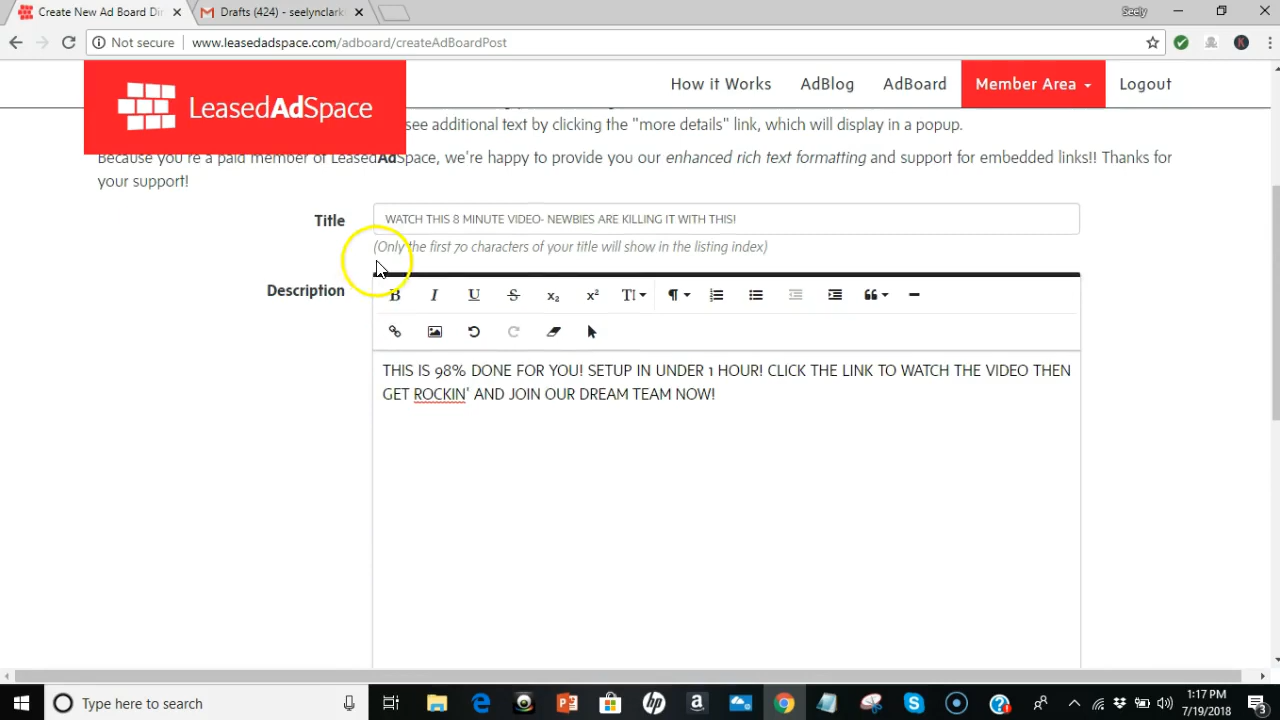 Create New Ad Board Dir
Drafts (424) - seelynclark
Seely
Not secure
www.leasedadspace.com/adboard/createAdBoardPost
LeasedAdSpace
How it Works
AdBlog
AdBoard
Member Area
Logout
see additional text by clicking the "more details" link, which will display in a popup.
Because you're a paid member of LeasedAdSpace, we're happy to provide you our enhanced rich text formatting and support for embedded links!! Thanks for
your support!
Title
WATCH THIS 8 MINUTE VIDEO- NEWBIES ARE KILLING IT WITH THIS!
(Only the first 70 characters of your title will show in the listing index)
Description
THIS IS 98% DONE FOR YOU! SETUP IN UNDER 1 HOUR! CLICK THE LINK TO WATCH THE VIDEO THEN
GET ROCKIN' AND JOIN OUR DREAM TEAM NOW!
Type here to search
1:17 PM
7/19/2018